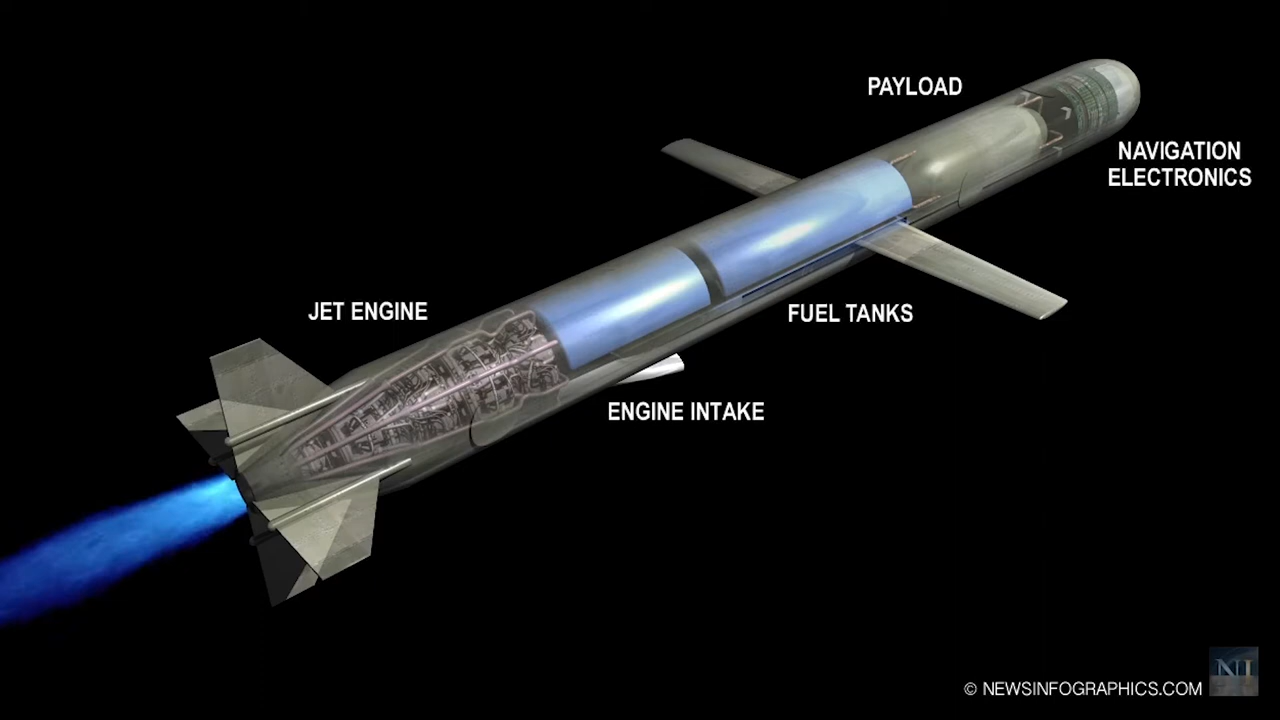 PAYLOAD
NAVIGATION
ELECTRONICS
JET ENGINE
FUEL TANKS
ENGINE INTAKE
© NEWSINFOGRAPHICS.COM
NI